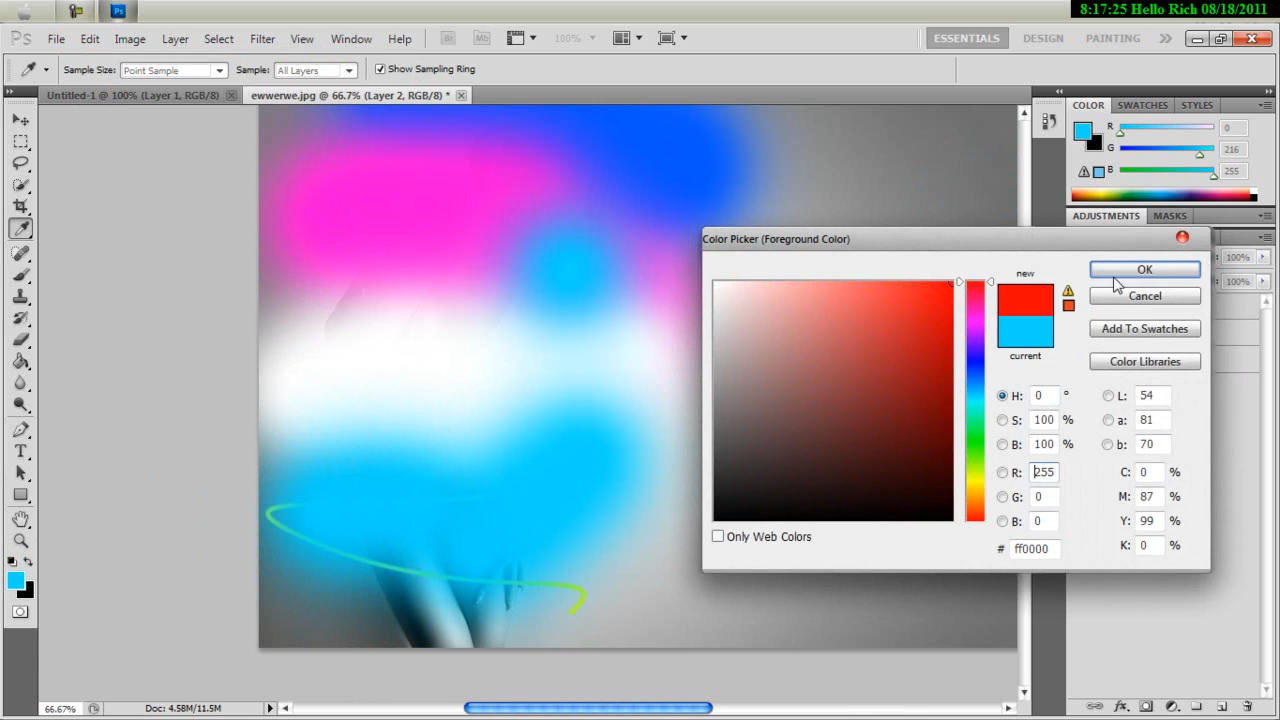 8:17:25 Hello Rich 08/18/2011
Ps File Edit Image Layer Select Filter View Window Help Br Mb 100% ESSENTIALS DESIGN PAINTING
Sample Size: Point Sample Sample: All Layers Show Sampling Ring
Untitled-1 @ 100% (Layer 1, RGB/8) ewwerwe.jpg @ 66.7% (Layer 2, RGB/8) *
COLOR SWATCHES STYLES
R 0
G 216
B 255
ADJUSTMENTS MASKS
100%
100%
Color Picker (Foreground Color)
new
current
OK
Cancel
Add To Swatches
Color Libraries
H: 0 ° L: 54
S: 100 % a: 81
B: 100 % b: 70
R: 255 C: 0 %
G: 0 M: 87 %
B: 0 Y: 99 %
# ff0000 K: 0 %
Only Web Colors
66.67% Doc: 4.58M/11.5M